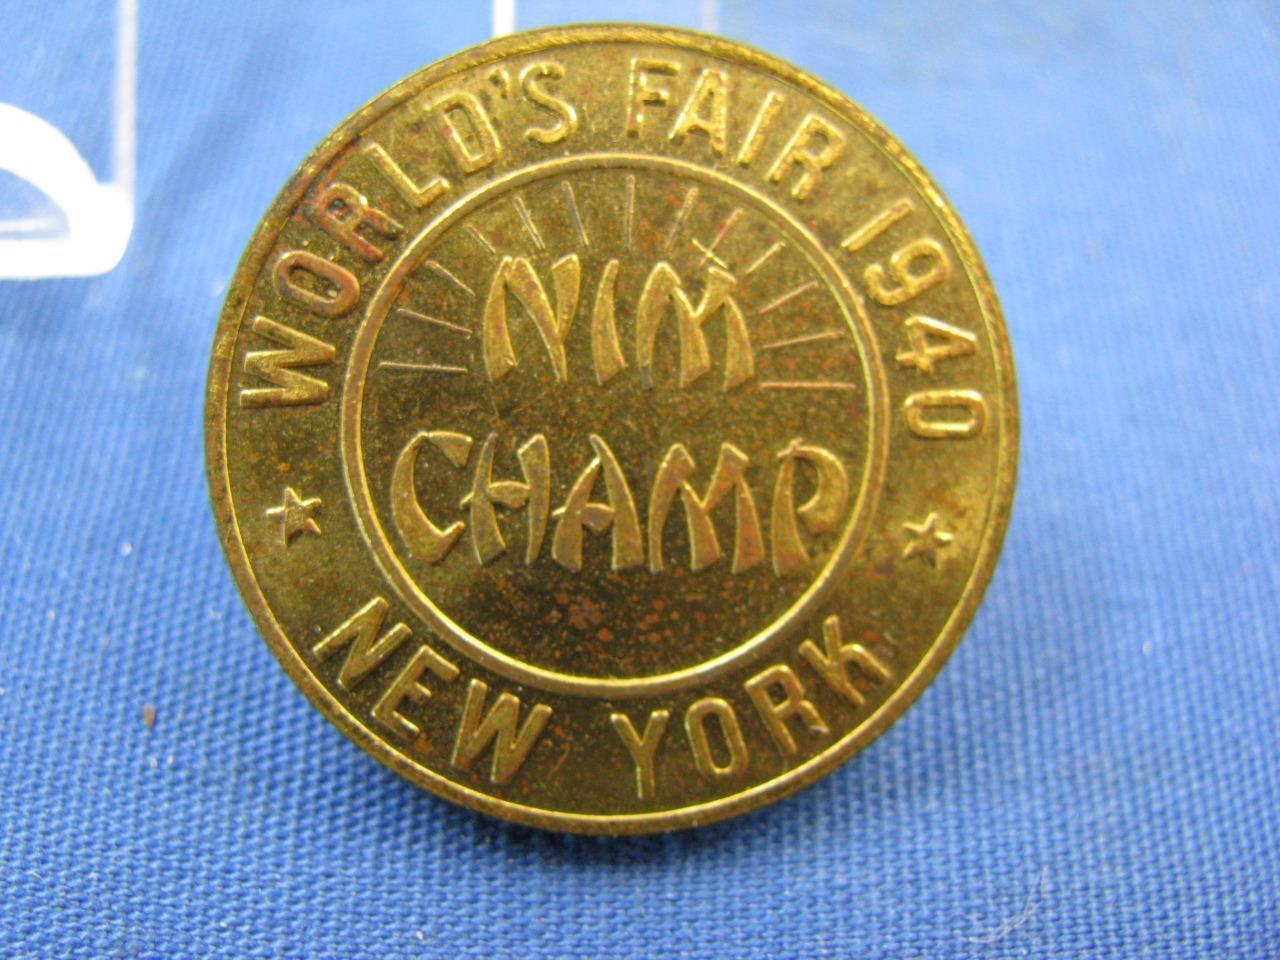 WORLD'S FAIR 1940
NIM
CHAMP
NEW YORK